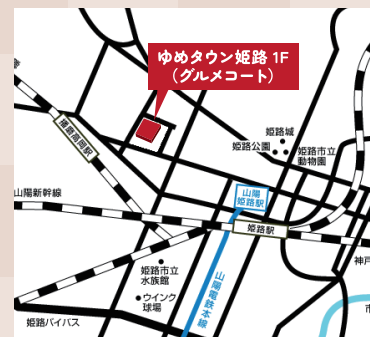 ゆめタウン姫路 1F
(グルメコート)
播磨高岡駅
姫路城
姫路公園
姫路市立
動物園
山陽
姫路駅
山陽新幹線
姫路駅
神戸
姫路市立
水族館
ウインク
球場
山陽電鉄本線
姫路バイパス
市